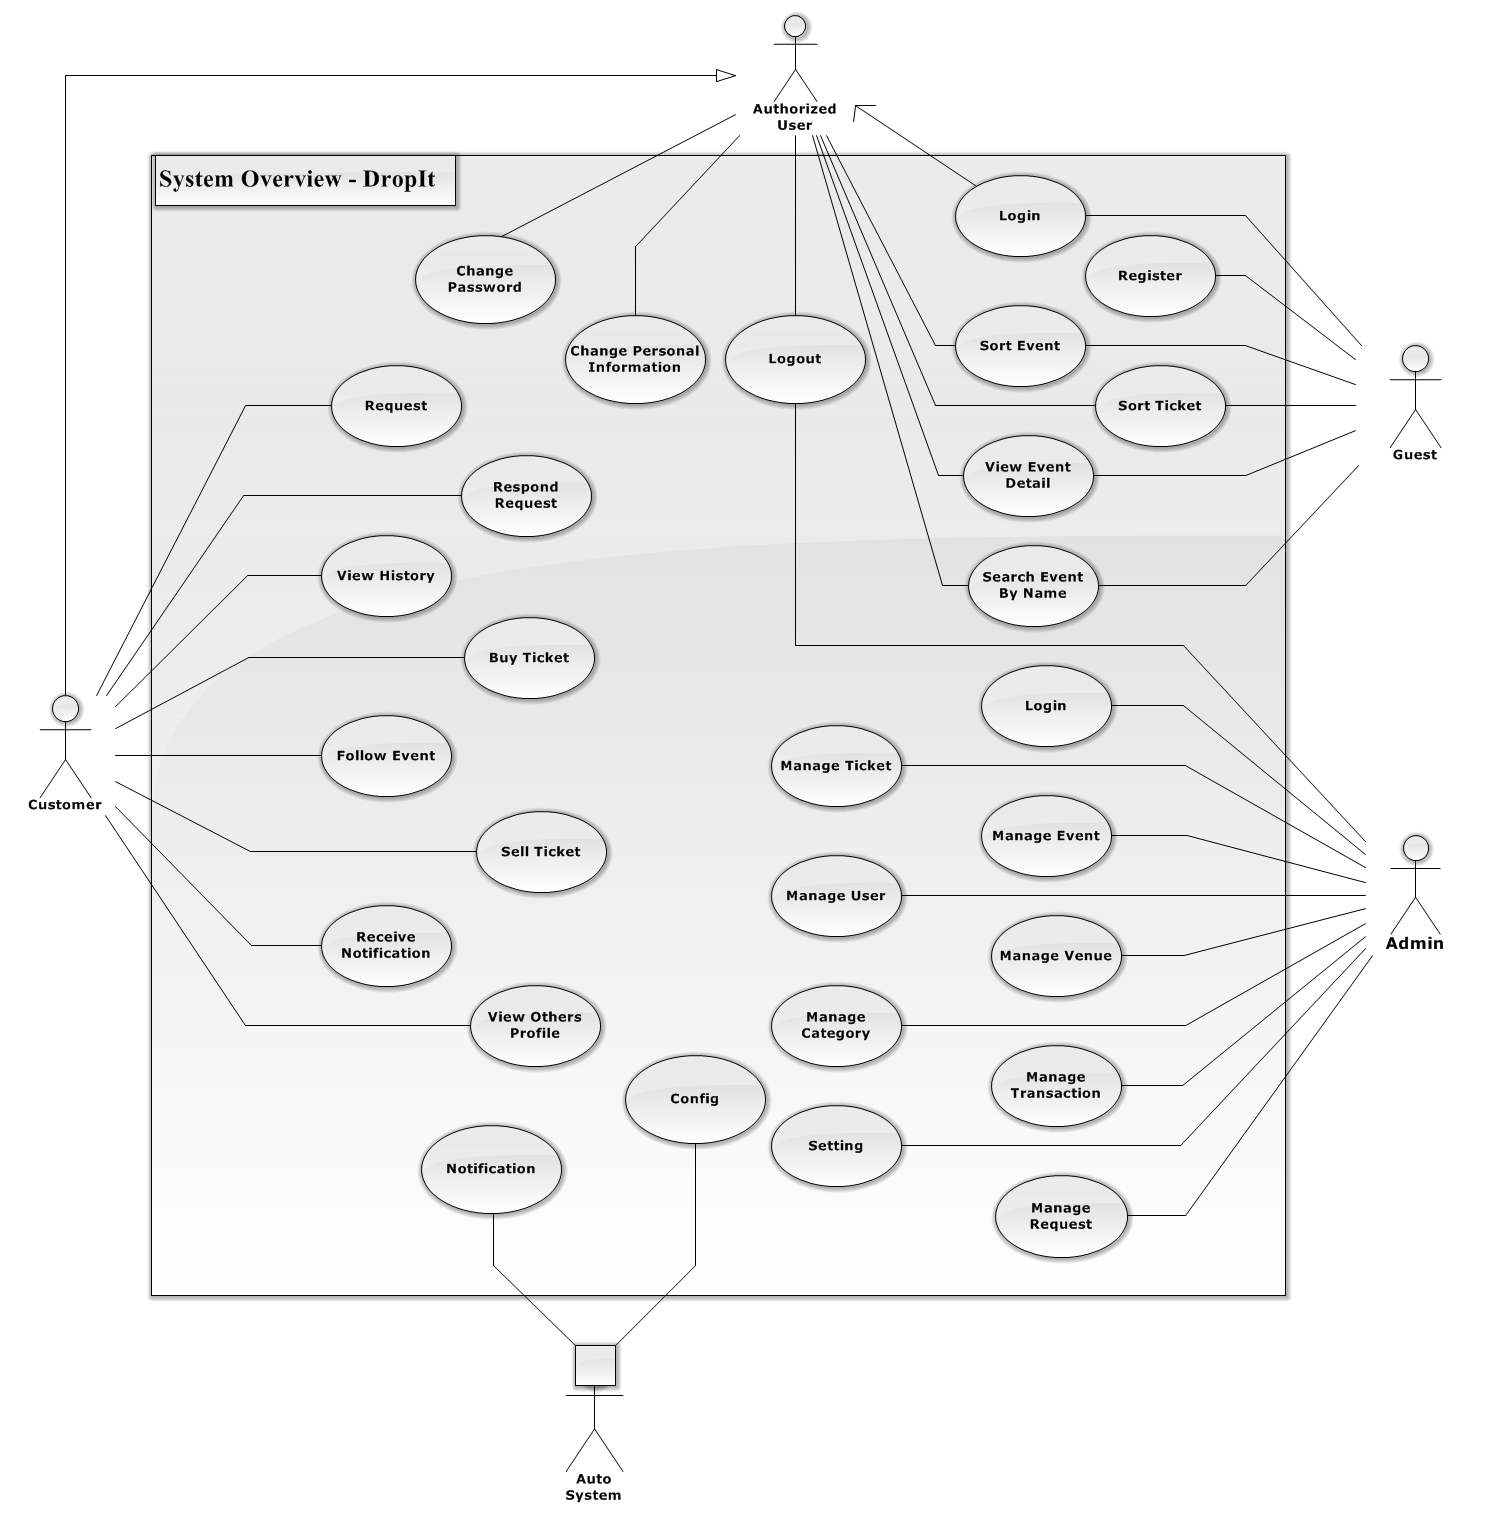 Authorized
User
System Overview - DropIt
Login
Change
Password
Register
Change Personal
Information
Logout
Sort Event
Request
Sort Ticket
Guest
Respond
Request
View Event
Detail
View History
Search Event
By Name
Buy Ticket
Login
Follow Event
Manage Ticket
Customer
Manage Event
Sell Ticket
Manage User
Receive
Notification
Manage Venue
Admin
View Others
Profile
Manage
Category
Config
Manage
Transaction
Notification
Setting
Manage
Request
Auto
System